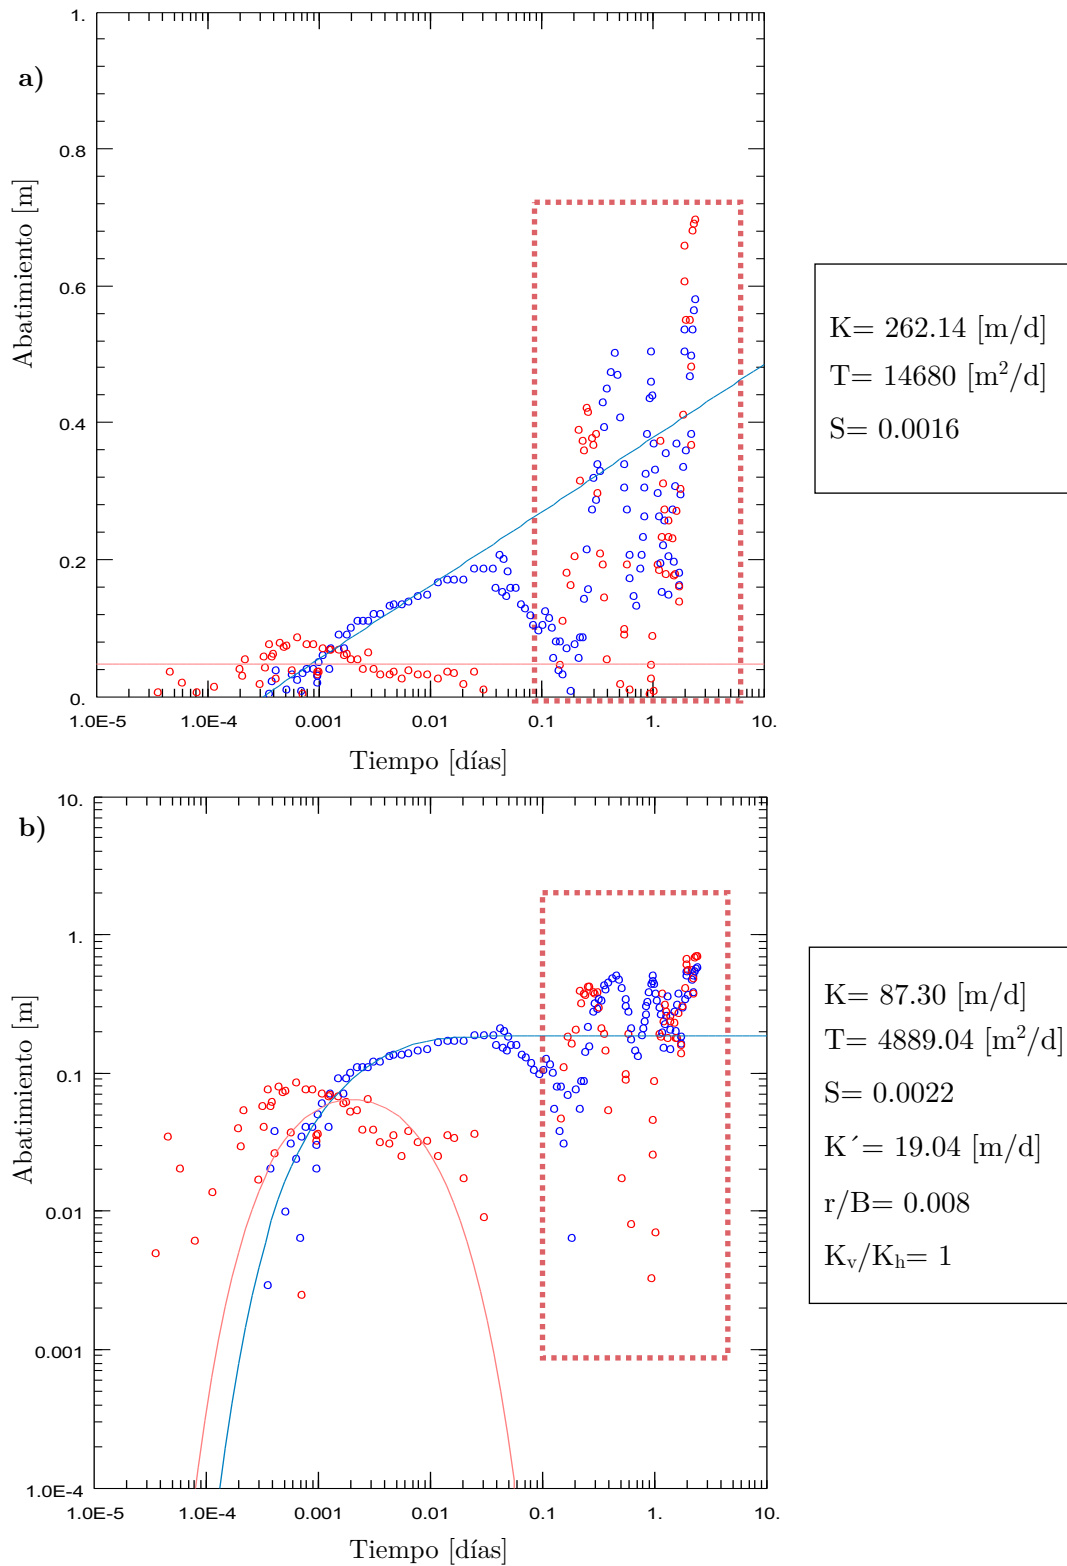 a)
1.
0.8
0.6
0.4
0.2
0.
Abatimiento [m]
1.0E-5 1.0E-4 0.001 0.01 0.1 1. 10.
Tiempo [días]
K= 262.14 [m/d]
T= 14680 [m²/d]
S= 0.0016
b)
10.
1.
0.1
0.01
0.001
1.0E-4
Abatimiento [m]
1.0E-5 1.0E-4 0.001 0.01 0.1 1. 10.
Tiempo [días]
K= 87.30 [m/d]
T= 4889.04 [m²/d]
S= 0.0022
K´= 19.04 [m/d]
r/B= 0.008
Kᵥ/Kₕ= 1